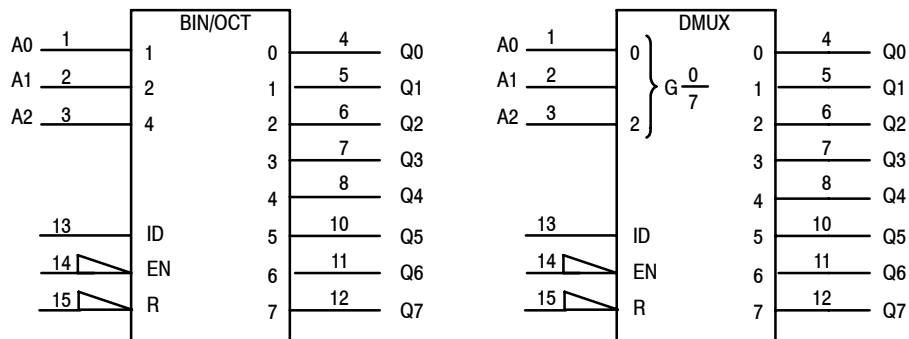 BIN/OCT
A0 1 1 0 4 Q0
A1 2 2 1 5 Q1
A2 3 4 2 6 Q2
3 7 Q3
4 8 Q4
13 ID 5 10 Q5
14 EN 6 11 Q6
15 R 7 12 Q7
DMUX
A0 1 0 0 4 Q0
A1 2 G 0/7 1 5 Q1
A2 3 2 2 6 Q2
3 7 Q3
4 8 Q4
13 ID 5 10 Q5
14 EN 6 11 Q6
15 R 7 12 Q7